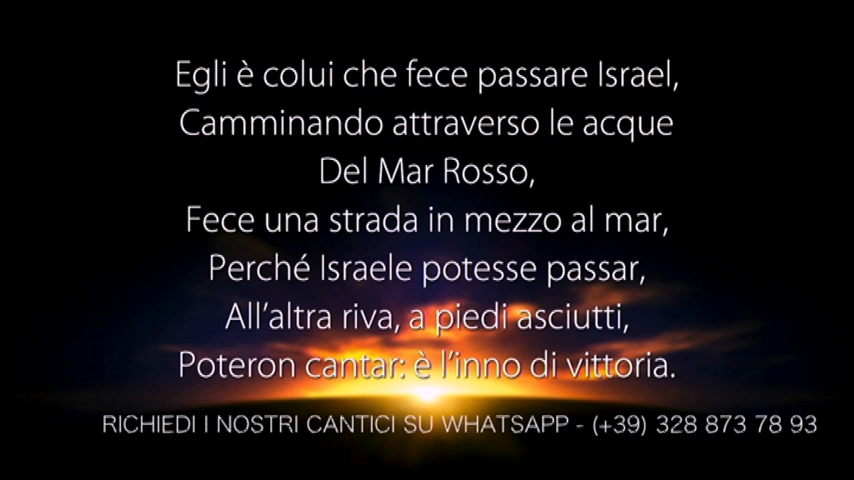 Egli è colui che fece passare Israel,
Camminando attraverso le acque
Del Mar Rosso,
Fece una strada in mezzo al mar,
Perché Israele potesse passar,
All'altra riva, a piedi asciutti,
Poteron cantar: è l'inno di vittoria.
RICHIEDI I NOSTRI CANTICI SU WHATSAPP - (+39) 328 873 78 93